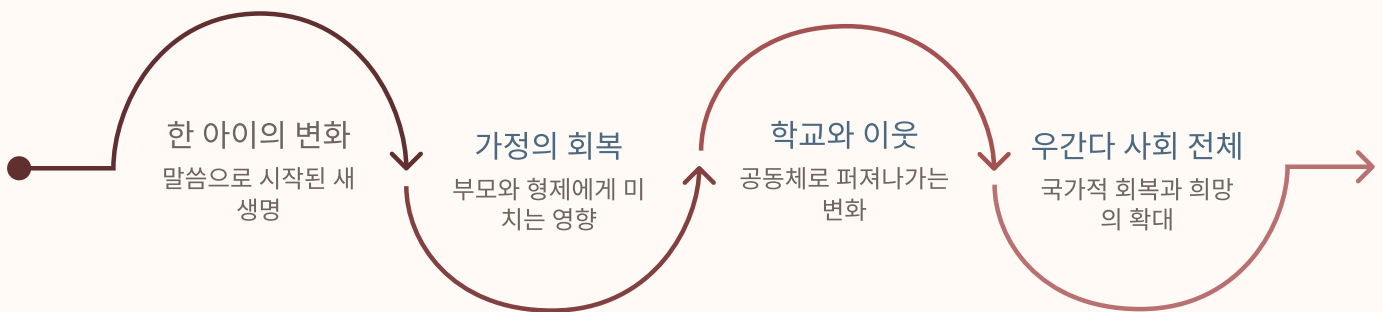 한 아이의 변화
말씀으로 시작된 새
생명
가정의 회복
부모와 형제에게 미
치는 영향
학교와 이웃
공동체로 퍼져나가는
변화
우간다 사회 전체
국가적 회복과 희망
의 확대